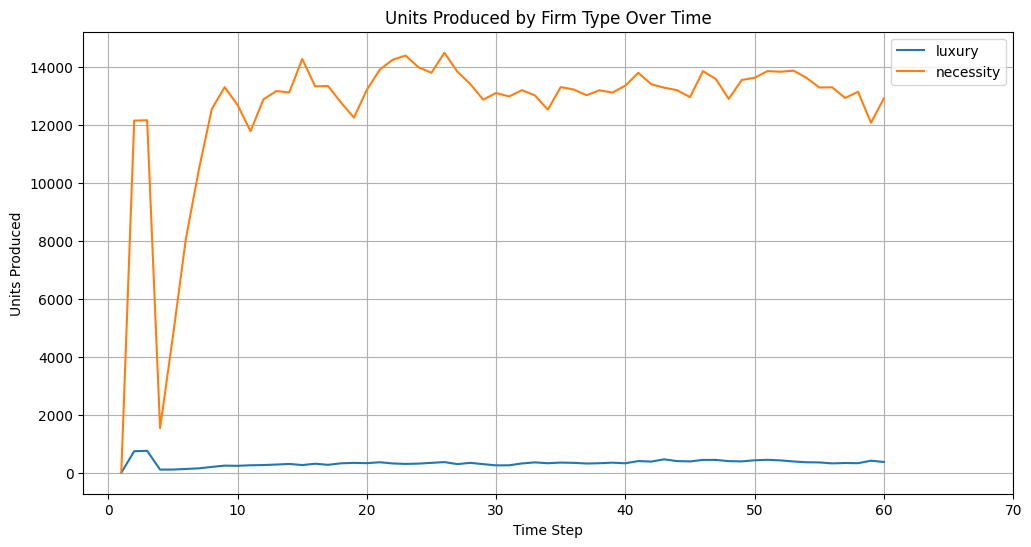 Units Produced by Firm Type Over Time
luxury
necessity
Units Produced
14000
12000
10000
8000
6000
4000
2000
0
0 10 20 30 40 50 60 70
Time Step